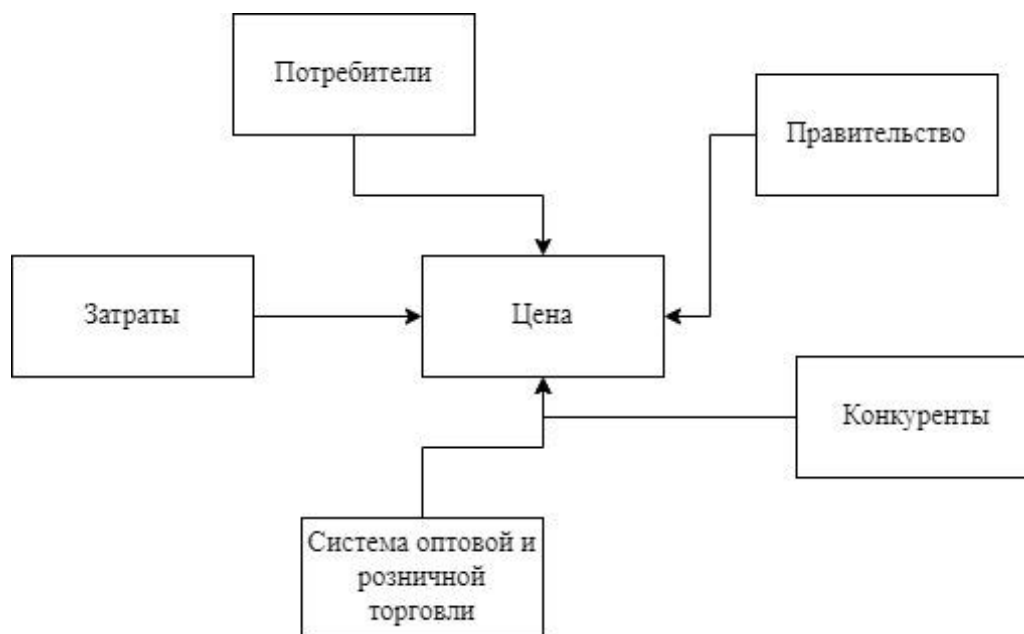 Потребители
Правительство
Затраты
Цена
Конкуренты
Система оптовой и
розничной
торговли